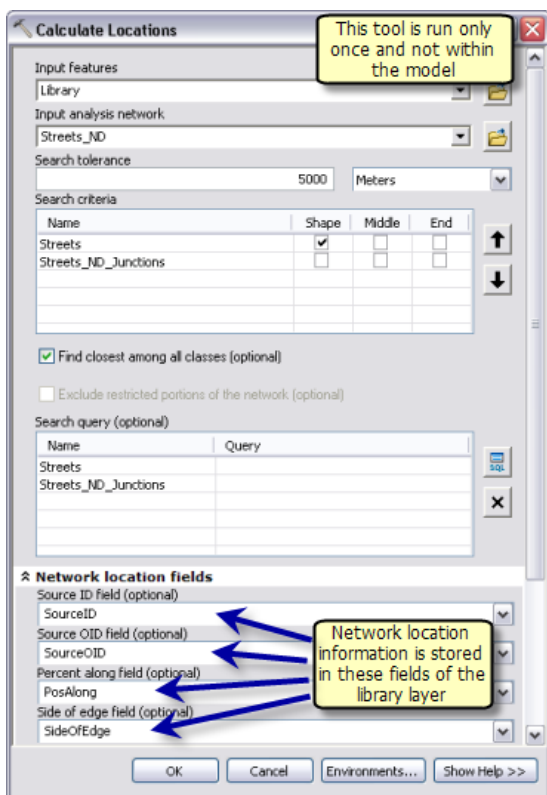 Calculate Locations
This tool is run only
once and not within
the model
Input features
Library
Input analysis network
Streets_ND
Search tolerance
5000 Meters
Search criteria
Name Shape Middle End
Streets
Streets_ND_Junctions
Find closest among all classes (optional)
Exclude restricted portions of the network (optional)
Search query (optional)
Name Query
Streets
Streets_ND_Junctions
SQL
Network location fields
Source ID field (optional)
SourceID
Source OID field (optional)
SourceOID
Percent along field (optional)
PosAlong
Side of edge field (optional)
SideOfEdge
Network location
information is stored
in these fields of the
library layer
OK Cancel Environments... Show Help >>